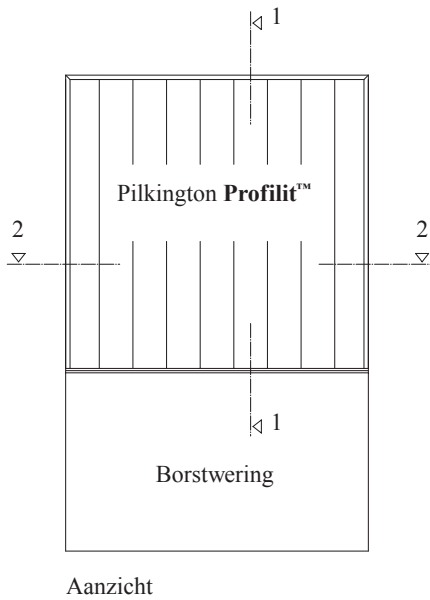 1
Pilkington Profilit™
2 2
1
Borstwering
Aanzicht